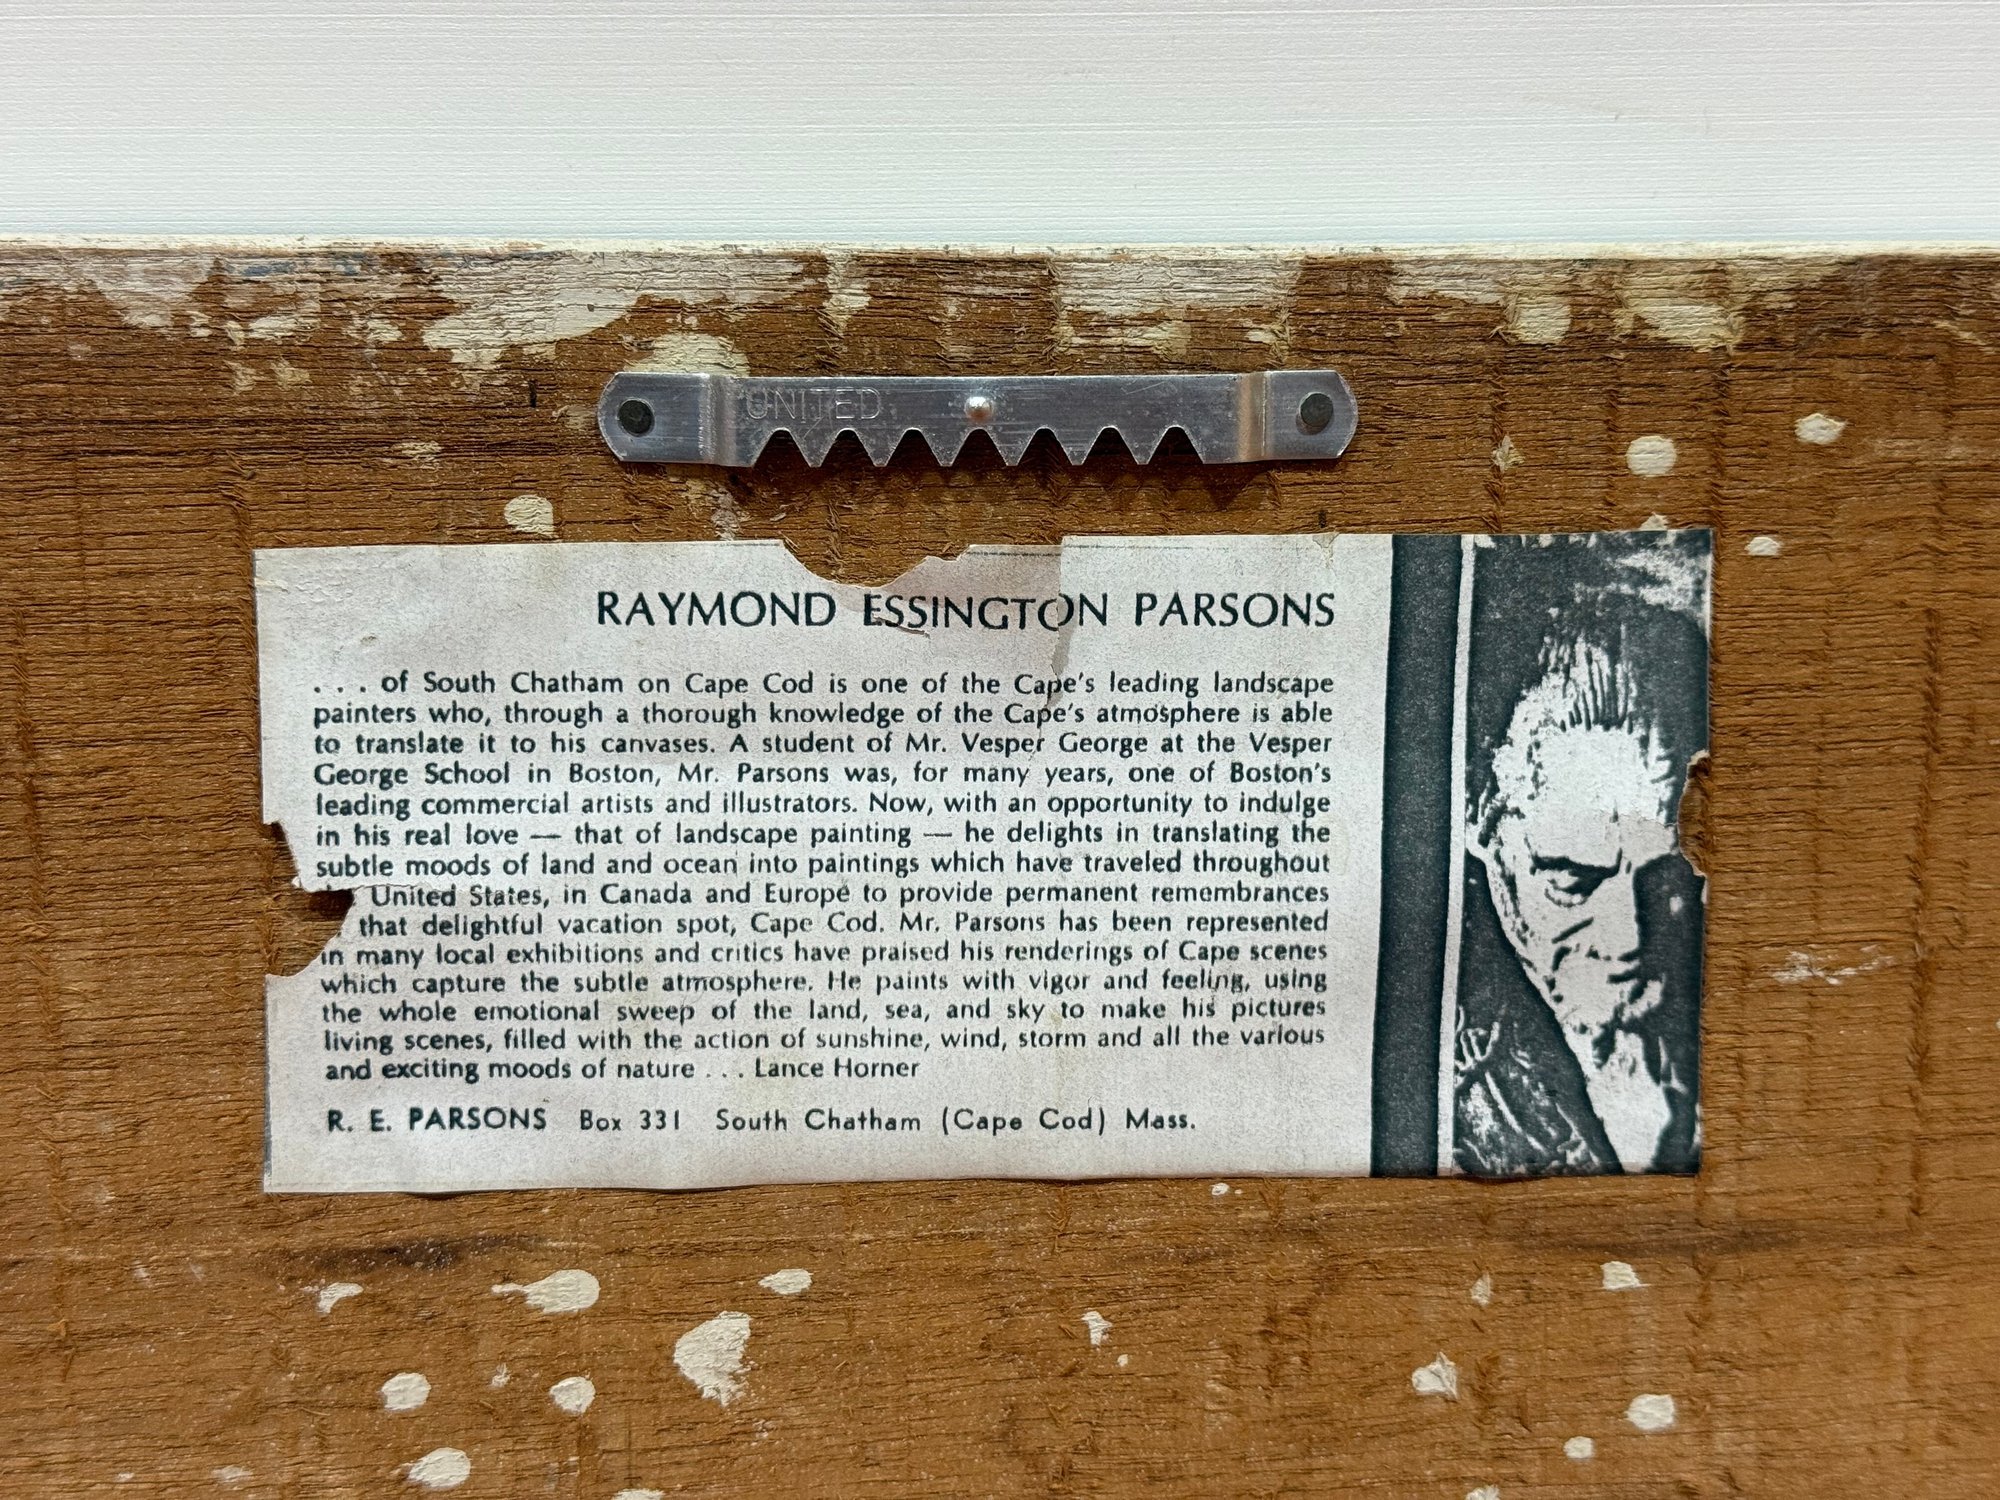 UNITED
RAYMOND ESSINGTON PARSONS
. . . of South Chatham on Cape Cod is one of the Cape's leading landscape
painters who, through a thorough knowledge of the Cape's atmosphere is able
to translate it to his canvases. A student of Mr. Vesper George at the Vesper
George School in Boston, Mr. Parsons was, for many years, one of Boston's
leading commercial artists and illustrators. Now, with an opportunity to indulge
in his real love — that of landscape painting — he delights in translating the
subtle moods of land and ocean into paintings which have traveled throughout
United States, in Canada and Europe to provide permanent remembrances
that delightful vacation spot, Cape Cod. Mr. Parsons has been represented
in many local exhibitions and critics have praised his renderings of Cape scenes
which capture the subtle atmosphere. He paints with vigor and feeling, using
the whole emotional sweep of the land, sea, and sky to make his pictures
living scenes, filled with the action of sunshine, wind, storm and all the various
and exciting moods of nature . . . Lance Horner
R. E. PARSONS Box 331 South Chatham (Cape Cod) Mass.